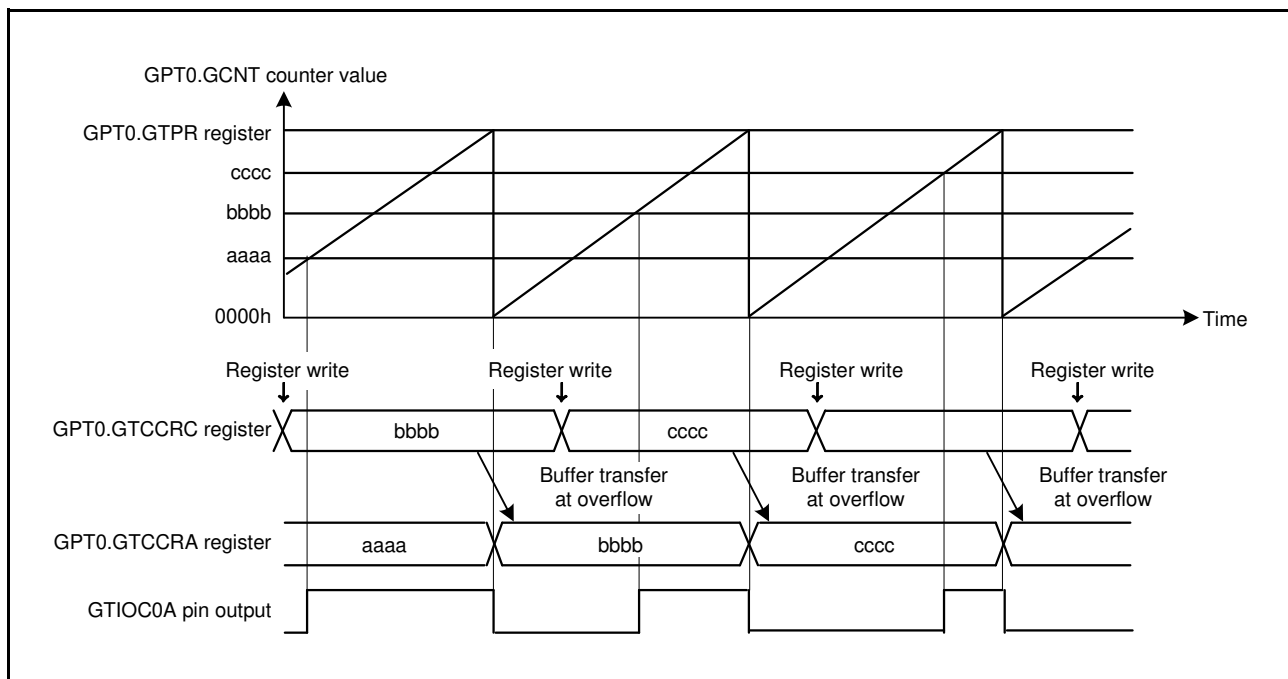 GPT0.GCNT counter value
GPT0.GTPR register
cccc
bbbb
aaaa
0000h
Time
Register write Register write Register write Register write
GPT0.GTCCRC register bbbb cccc
Buffer transfer Buffer transfer Buffer transfer
at overflow at overflow at overflow
GPT0.GTCCRA register aaaa bbbb cccc
GTIOC0A pin output